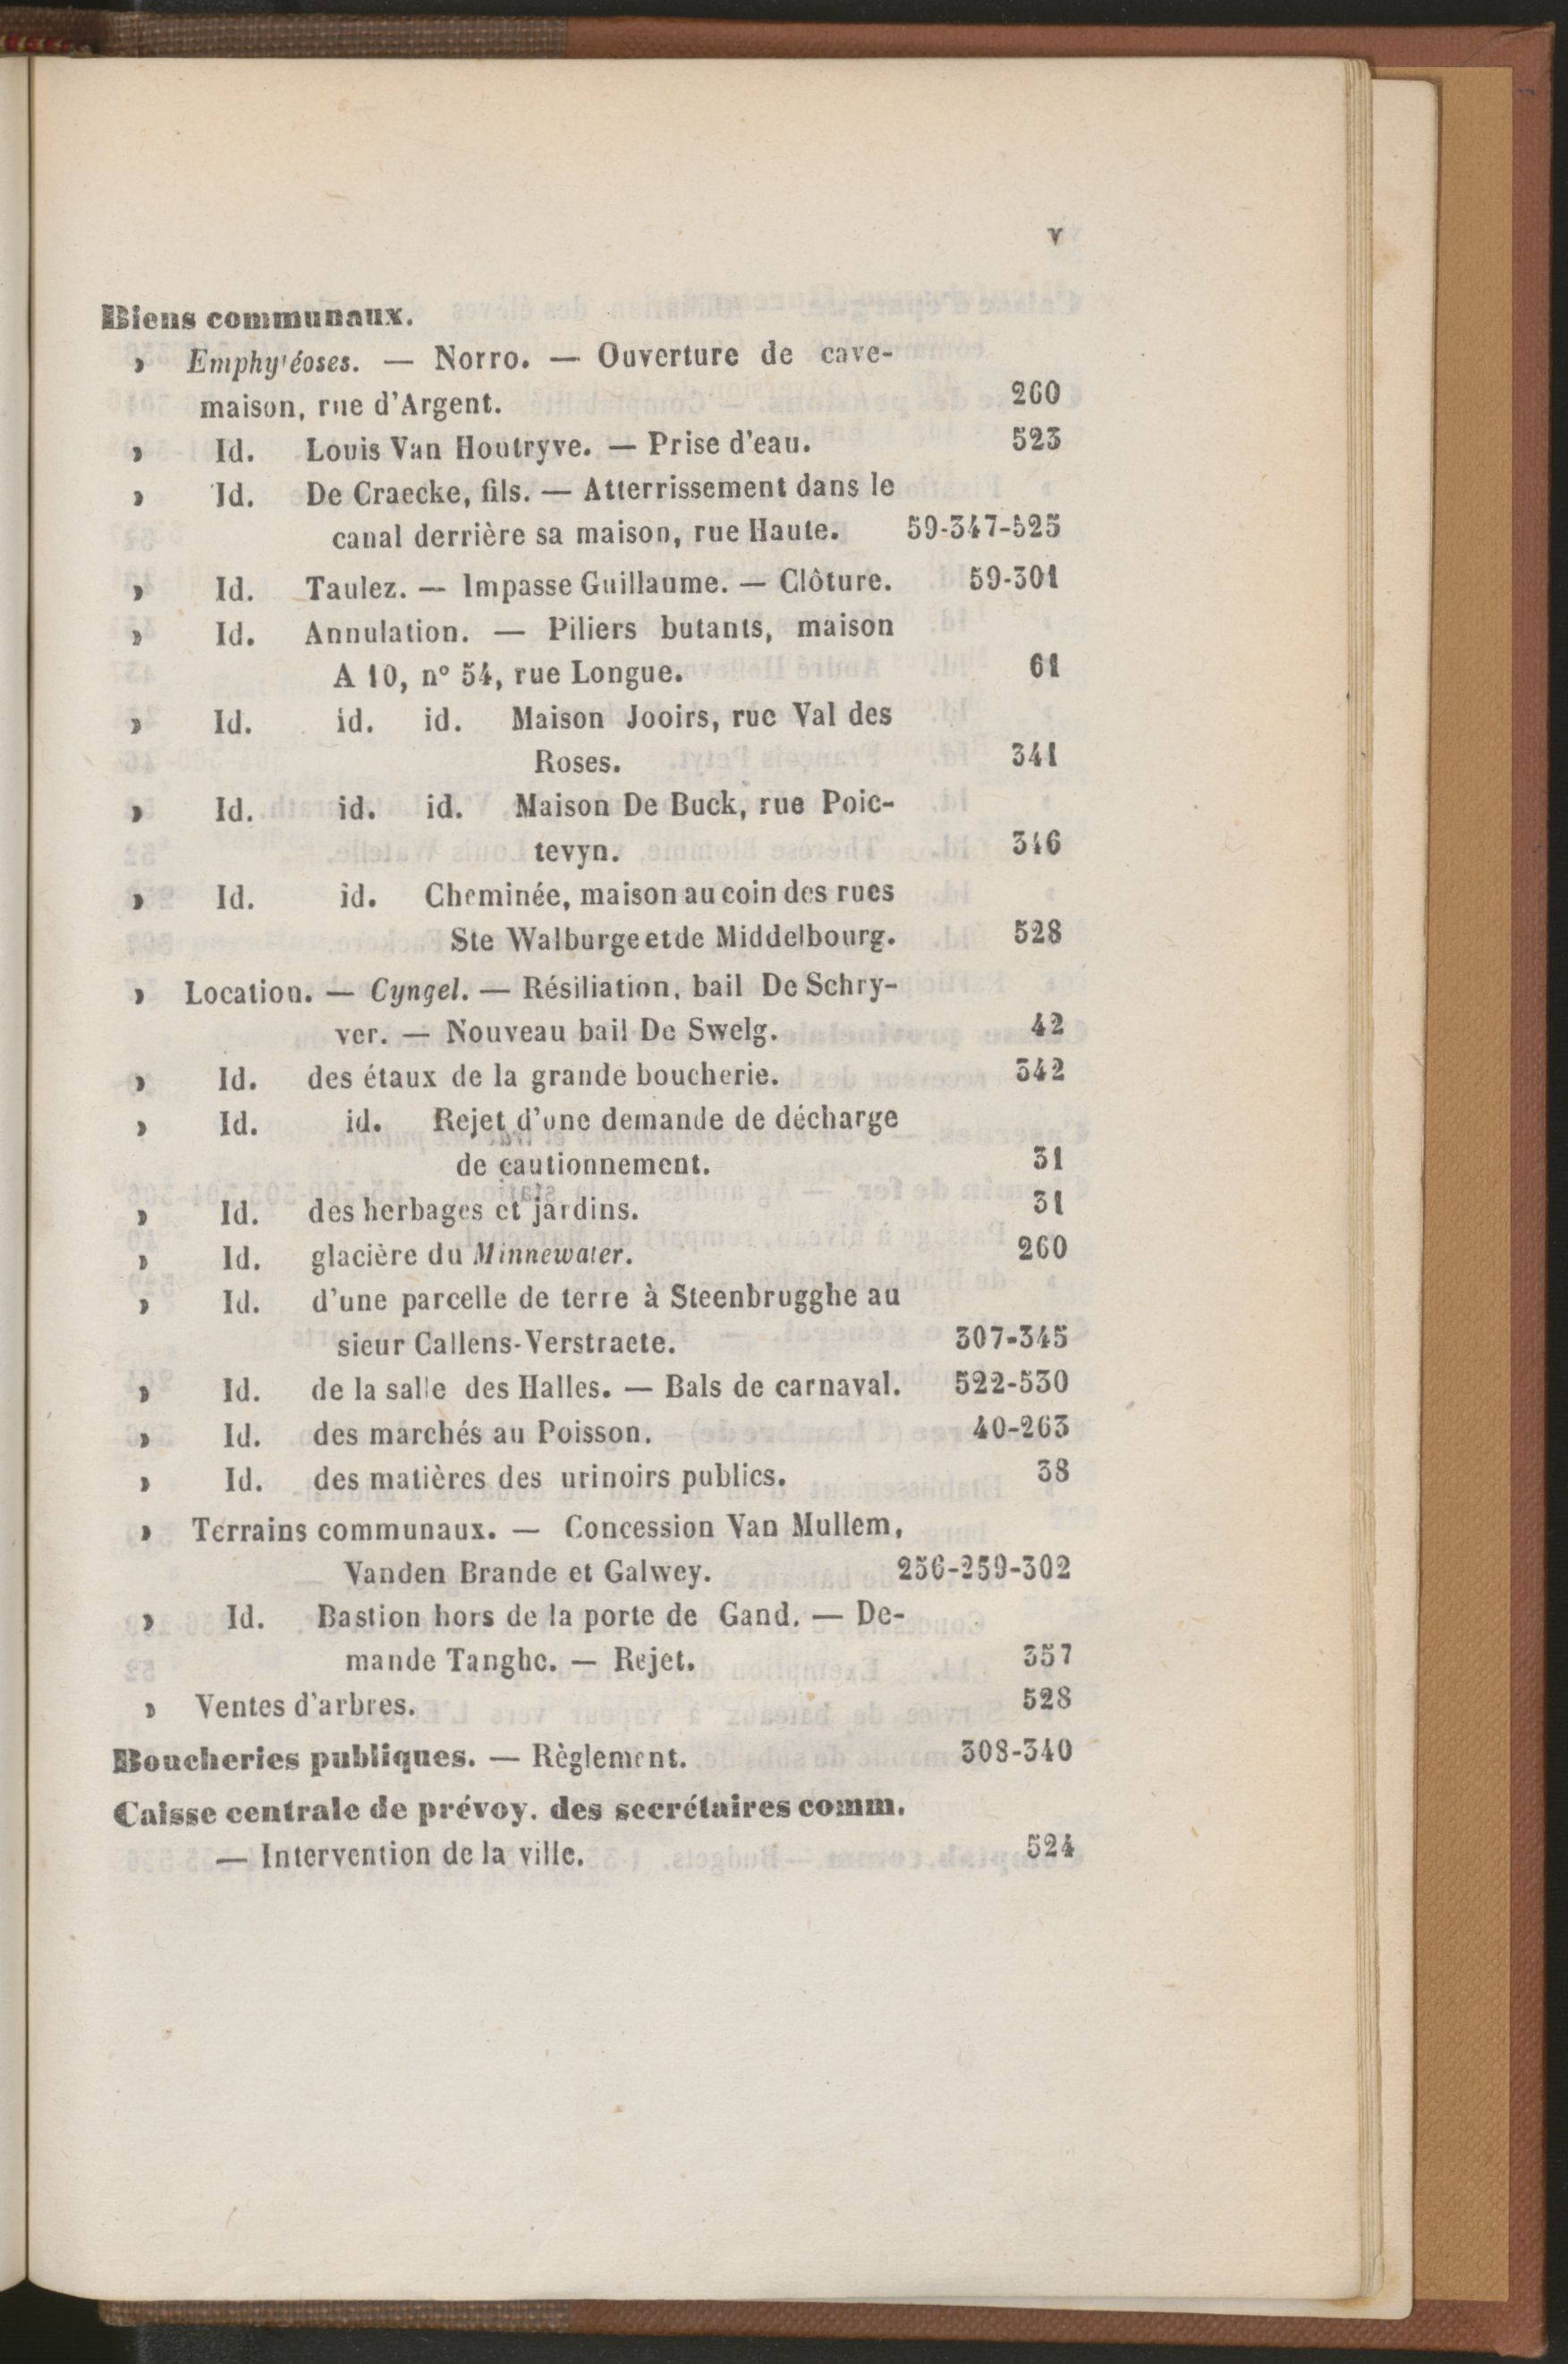 v
Biens communaux.
» Emphytéoses. — Norro. — Ouverture de cave-
maison, rue d'Argent. 260
» Id. Louis Van Houtryve. — Prise d'eau. 523
» Id. De Craecke, fils. — Atterrissement dans le
canal derrière sa maison, rue Haute. 59-347-525
» Id. Taulez. — Impasse Guillaume. — Clôture. 59-301
» Id. Annulation. — Piliers butants, maison
A 10, n° 54, rue Longue. 61
» Id. id. id. Maison Jooirs, rue Val des
Roses. 341
» Id. id. id. Maison De Buck, rue Poic-
tevyn. 346
» Id. id. Cheminée, maison au coin des rues
Ste Walburge et de Middelbourg. 528
» Location. — Cyngel. — Résiliation, bail De Schry-
ver. — Nouveau bail De Swelg. 42
» Id. des étaux de la grande boucherie. 342
» Id. id. Rejet d'une demande de décharge
de cautionnement. 31
» Id. des herbages et jardins. 31
» Id. glacière du Minnewater. 260
» Id. d'une parcelle de terre à Steenbrugghe au
sieur Callens-Verstraete. 307-345
» Id. de la salle des Halles. — Bals de carnaval. 522-530
» Id. des marchés au Poisson. 40-263
» Id. des matières des urinoirs publics. 38
» Terrains communaux. — Concession Van Mullem,
Vanden Brande et Galwey. 256-259-302
» Id. Bastion hors de la porte de Gand. — De-
mande Tanghe. — Rejet. 357
» Ventes d'arbres. 528
Boucheries publiques. — Règlement. 308-340
Caisse centrale de prévoy. des secrétaires comm.
— Intervention de la ville. 524